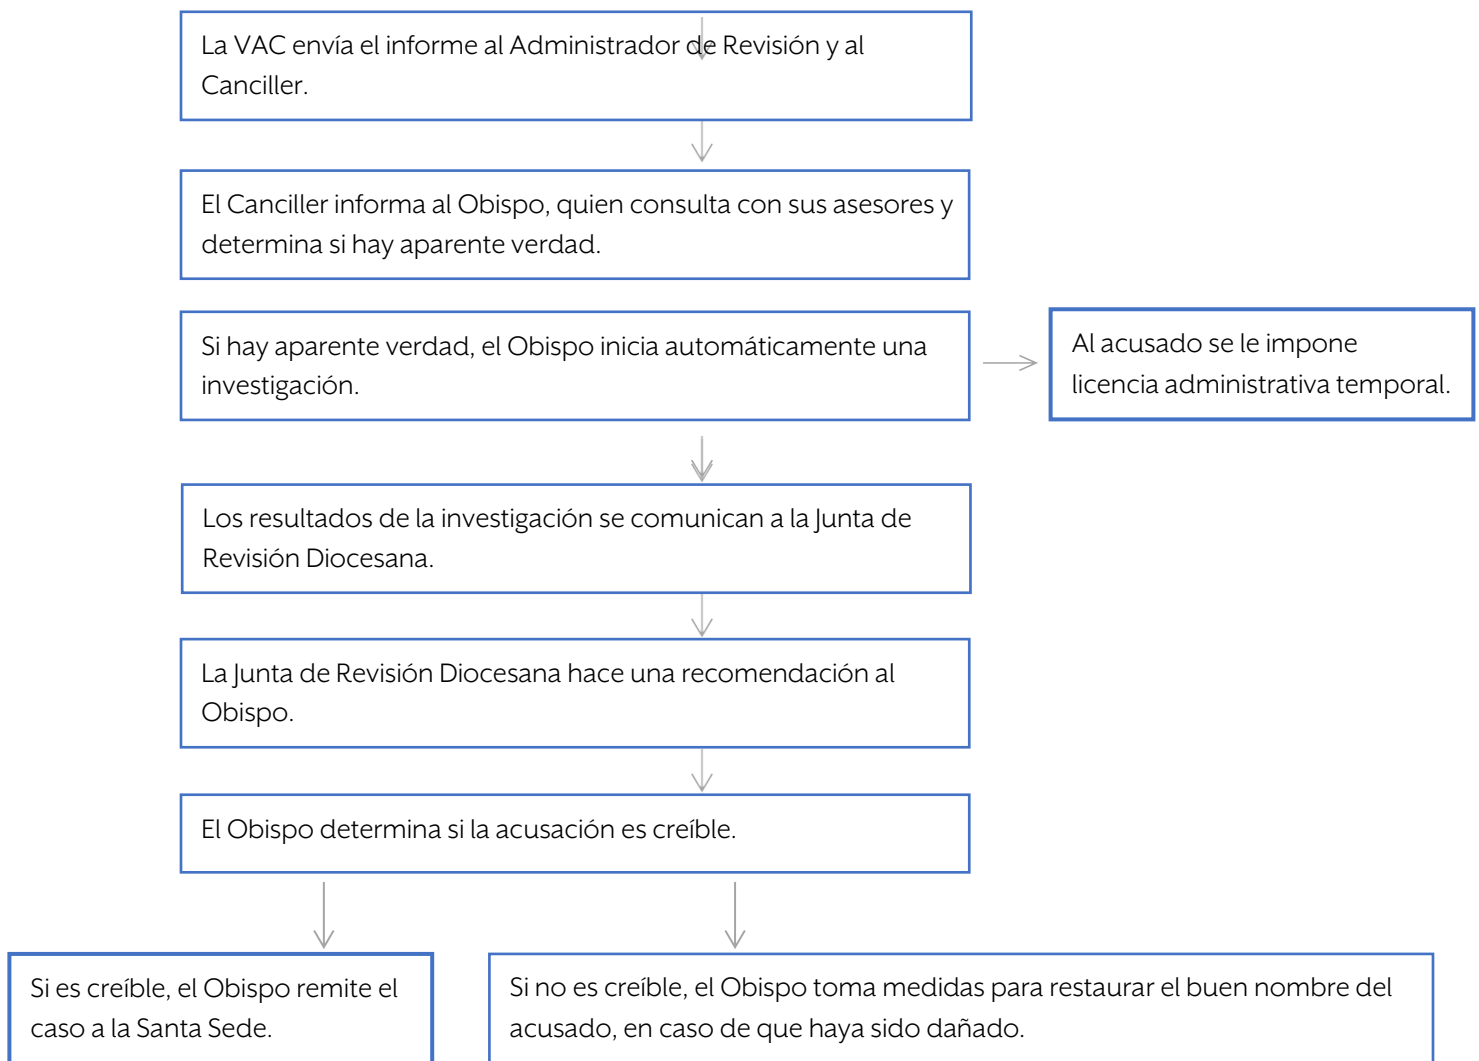 La VAC envía el informe al Administrador de Revisión y al
Canciller.
El Canciller informa al Obispo, quien consulta con sus asesores y
determina si hay aparente verdad.
Si hay aparente verdad, el Obispo inicia automáticamente una
investigación.
Al acusado se le impone
licencia administrativa temporal.
Los resultados de la investigación se comunican a la Junta de
Revisión Diocesana.
La Junta de Revisión Diocesana hace una recomendación al
Obispo.
El Obispo determina si la acusación es creíble.
Si es creíble, el Obispo remite el
caso a la Santa Sede.
Si no es creíble, el Obispo toma medidas para restaurar el buen nombre del
acusado, en caso de que haya sido dañado.